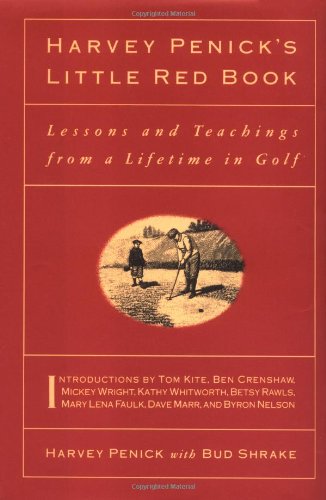 HARVEY PENICK'S
LITTLE RED BOOK
Lessons and Teachings
from a Lifetime in Golf
INTRODUCTIONS BY TOM KITE, BEN CRENSHAW,
MICKEY WRIGHT, KATHY WHITWORTH, BETSY RAWLS,
MARY LENA FAULK, DAVE MARR, AND BYRON NELSON
HARVEY PENICK with BUD SHRAKE